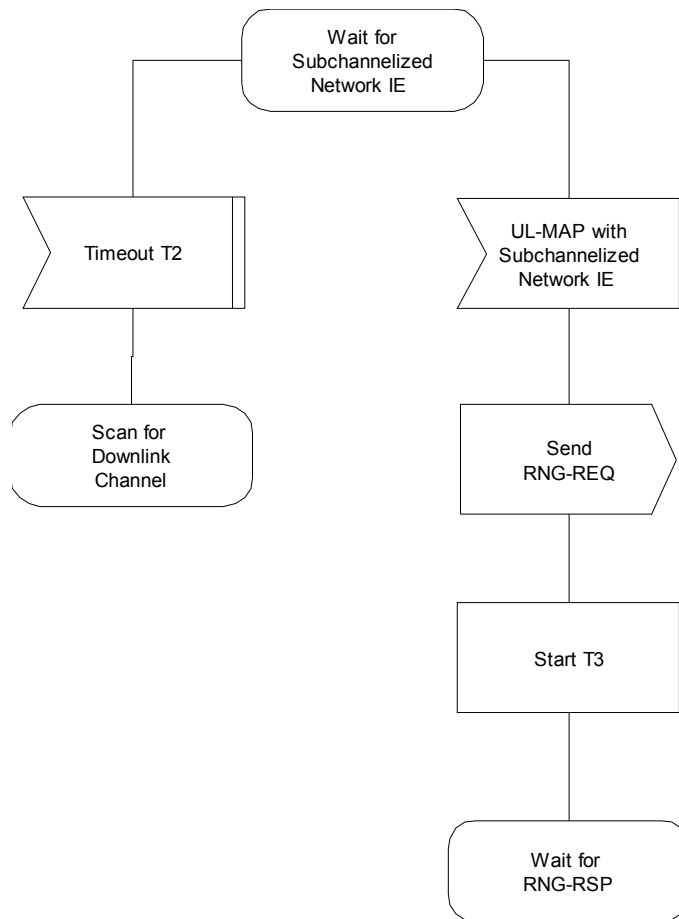 Wait for
Subchannelized
Network IE
Timeout T2
UL-MAP with
Subchannelized
Network IE
Scan for
Downlink
Channel
Send
RNG-REQ
Start T3
Wait for
RNG-RSP